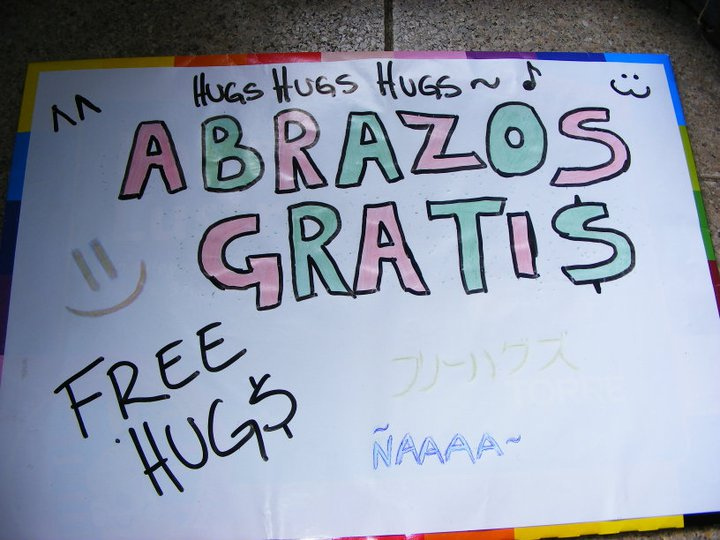 HUGS HUGS HUGS ~ ♪
^^
ABRAZOS
GRATI$
FREE
HUG$
フリーハグズ
ÑAAAA~